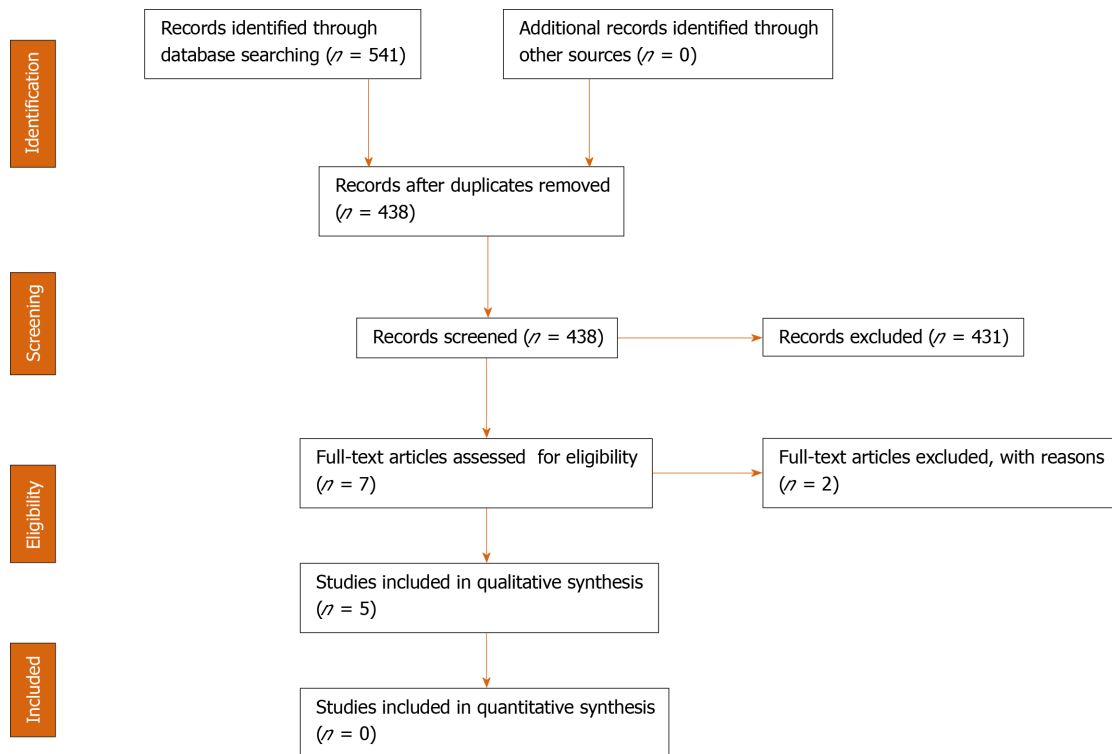 Identification
Records identified through
database searching (n = 541)
Additional records identified through
other sources (n = 0)
Records after duplicates removed
(n = 438)
Screening
Records screened (n = 438)
Records excluded (n = 431)
Eligibility
Full-text articles assessed for eligibility
(n = 7)
Full-text articles excluded, with reasons
(n = 2)
Studies included in qualitative synthesis
(n = 5)
Included
Studies included in quantitative synthesis
(n = 0)